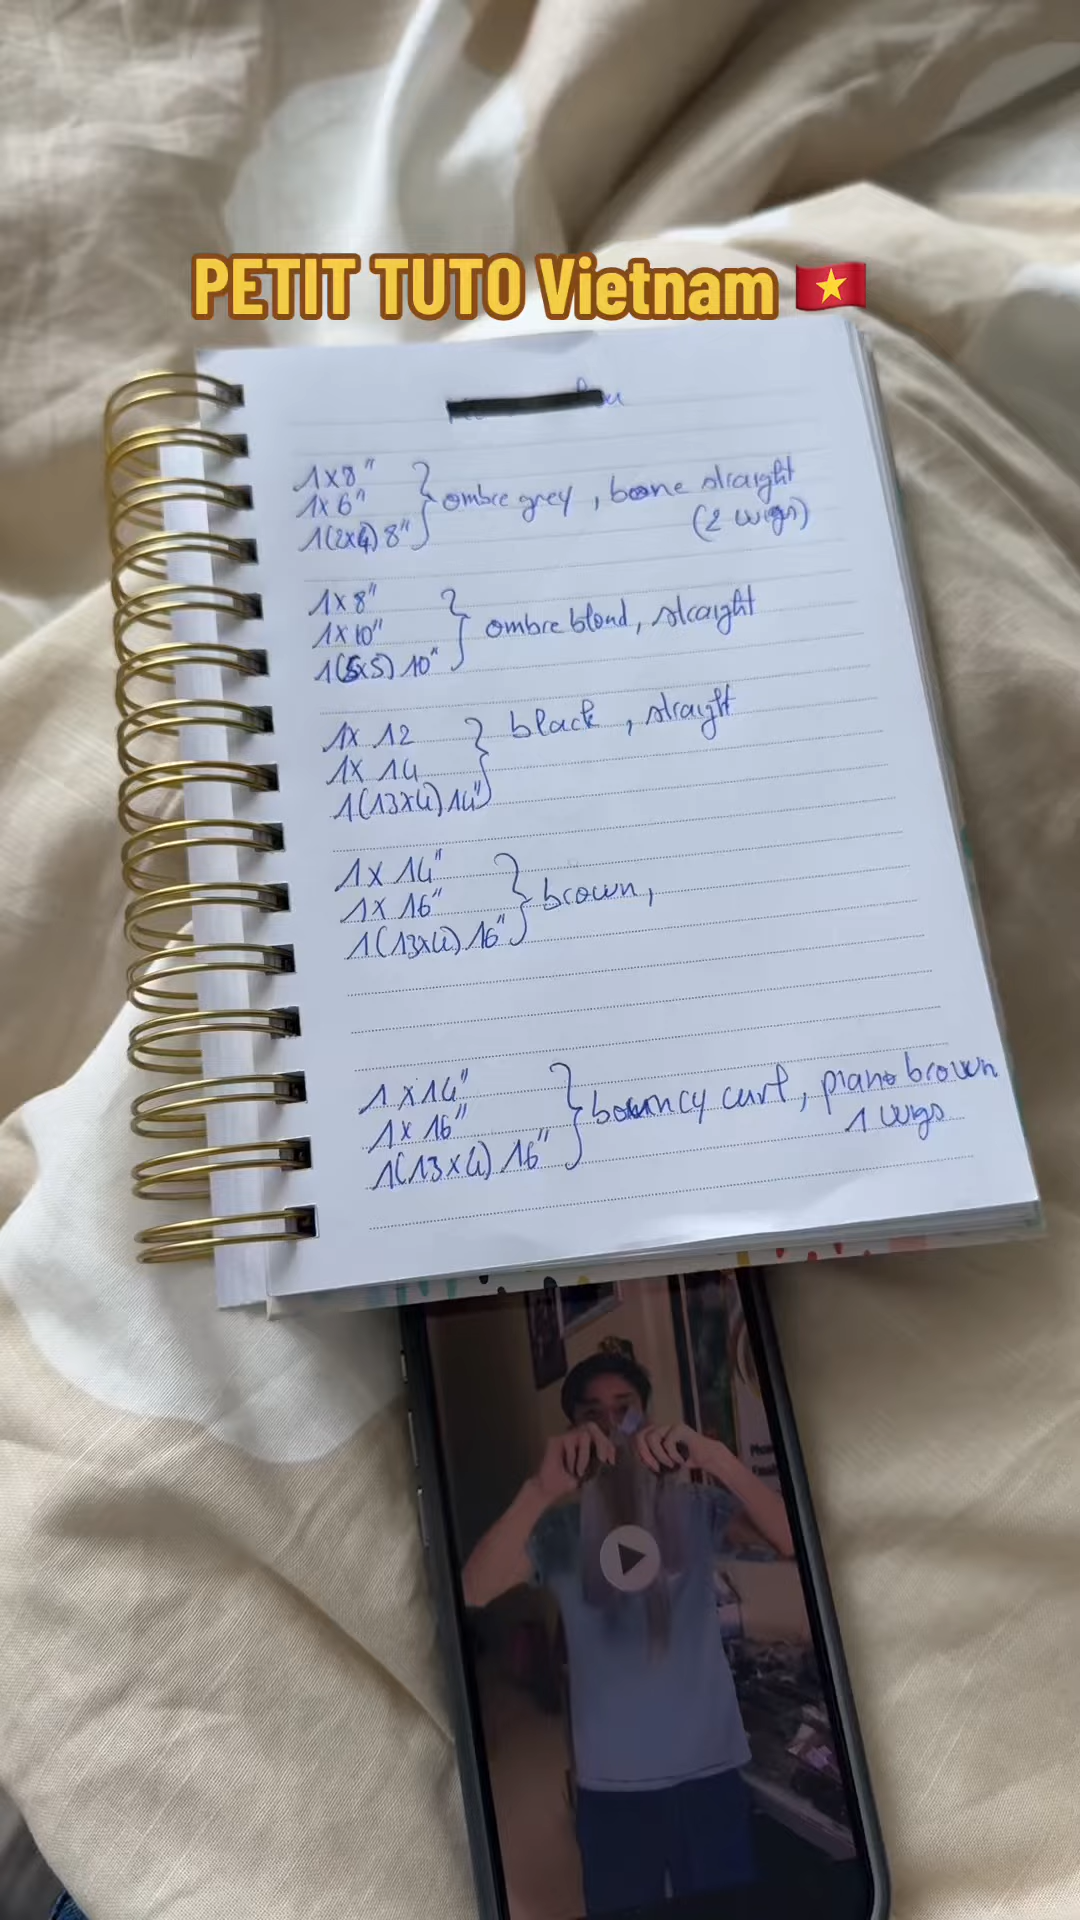 PETIT TUTO Vietnam 🇻🇳
1x8"
1x6"
1(2x4) 8"
ombre grey, bone straight
(2 wigs)
1x8"
1x10"
1(5x5) 10"
ombre blond, straight
1x 12
1x 14
1(13x4) 14"
black, straight
1x 14"
1x 16"
1(13x4) 16"
brown,
1x14"
1x 16"
1(13x4) 16"
bouncy curl, piano brown
1 wigs